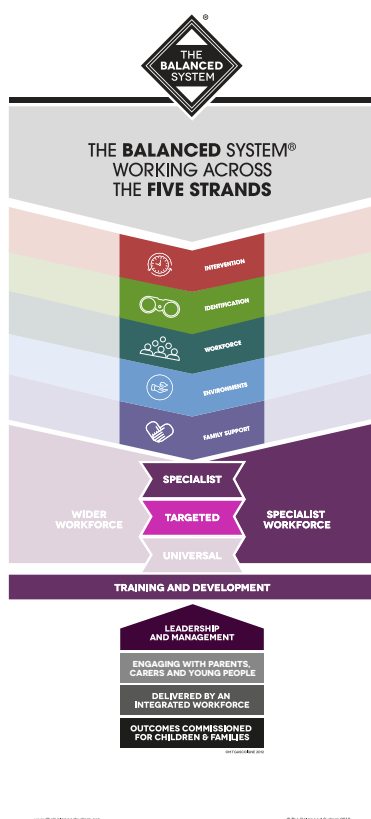 ®
THE
BALANCED
SYSTEM
THE BALANCED SYSTEM®
WORKING ACROSS
THE FIVE STRANDS
INTERVENTION
IDENTIFICATION
WORKFORCE
ENVIRONMENTS
FAMILY SUPPORT
SPECIALIST
WIDER
WORKFORCE
TARGETED
SPECIALIST
WORKFORCE
UNIVERSAL
TRAINING AND DEVELOPMENT
LEADERSHIP
AND MANAGEMENT
ENGAGING WITH PARENTS,
CARERS AND YOUNG PEOPLE
DELIVERED BY AN
INTEGRATED WORKFORCE
OUTCOMES COMMISSIONED
FOR CHILDREN & FAMILIES